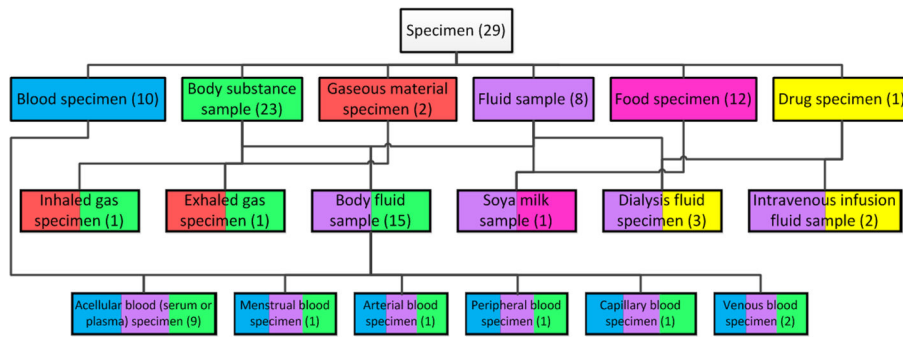 Specimen (29)
Blood specimen (10)
Body substance
sample (23)
Gaseous material
specimen (2)
Fluid sample (8)
Food specimen (12)
Drug specimen (1)
Inhaled gas
specimen (1)
Exhaled gas
specimen (1)
Body fluid
sample (15)
Soya milk
sample (1)
Dialysis fluid
specimen (3)
Intravenous infusion
fluid sample (2)
Acellular blood (serum or
plasma) specimen (9)
Menstrual blood
specimen (1)
Arterial blood
specimen (1)
Peripheral blood
specimen (1)
Capillary blood
specimen (1)
Venous blood
specimen (2)